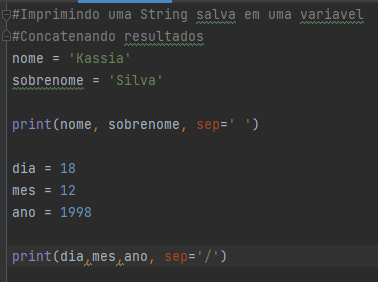 #Imprimindo uma String salva em uma variavel
#Concatenando resultados
nome = 'Kassia'
sobrenome = 'Silva'
print(nome, sobrenome, sep=' ')
dia = 18
mes = 12
ano = 1998
print(dia,mes,ano, sep='/')